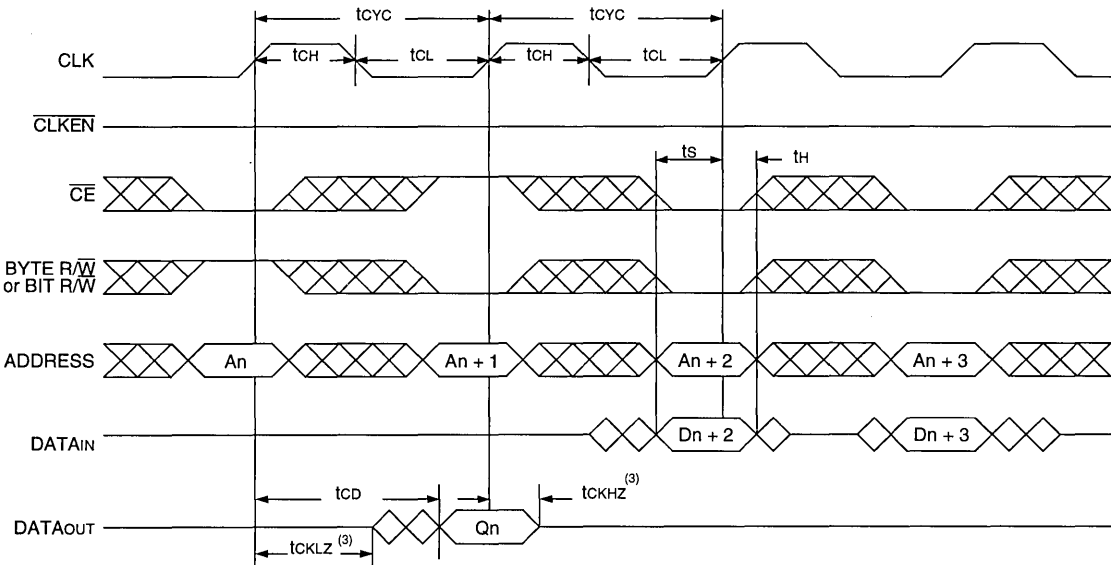 tCYC tCYC
CLK tCH tCL tCH tCL
CLKEN
tS tH
CE
BYTE R/W
or BIT R/W
ADDRESS An An + 1 An + 2 An + 3
DATAIN Dn + 2 Dn + 3
tCD tCKHZ (3)
DATAOUT Qn
tCKLZ (3)